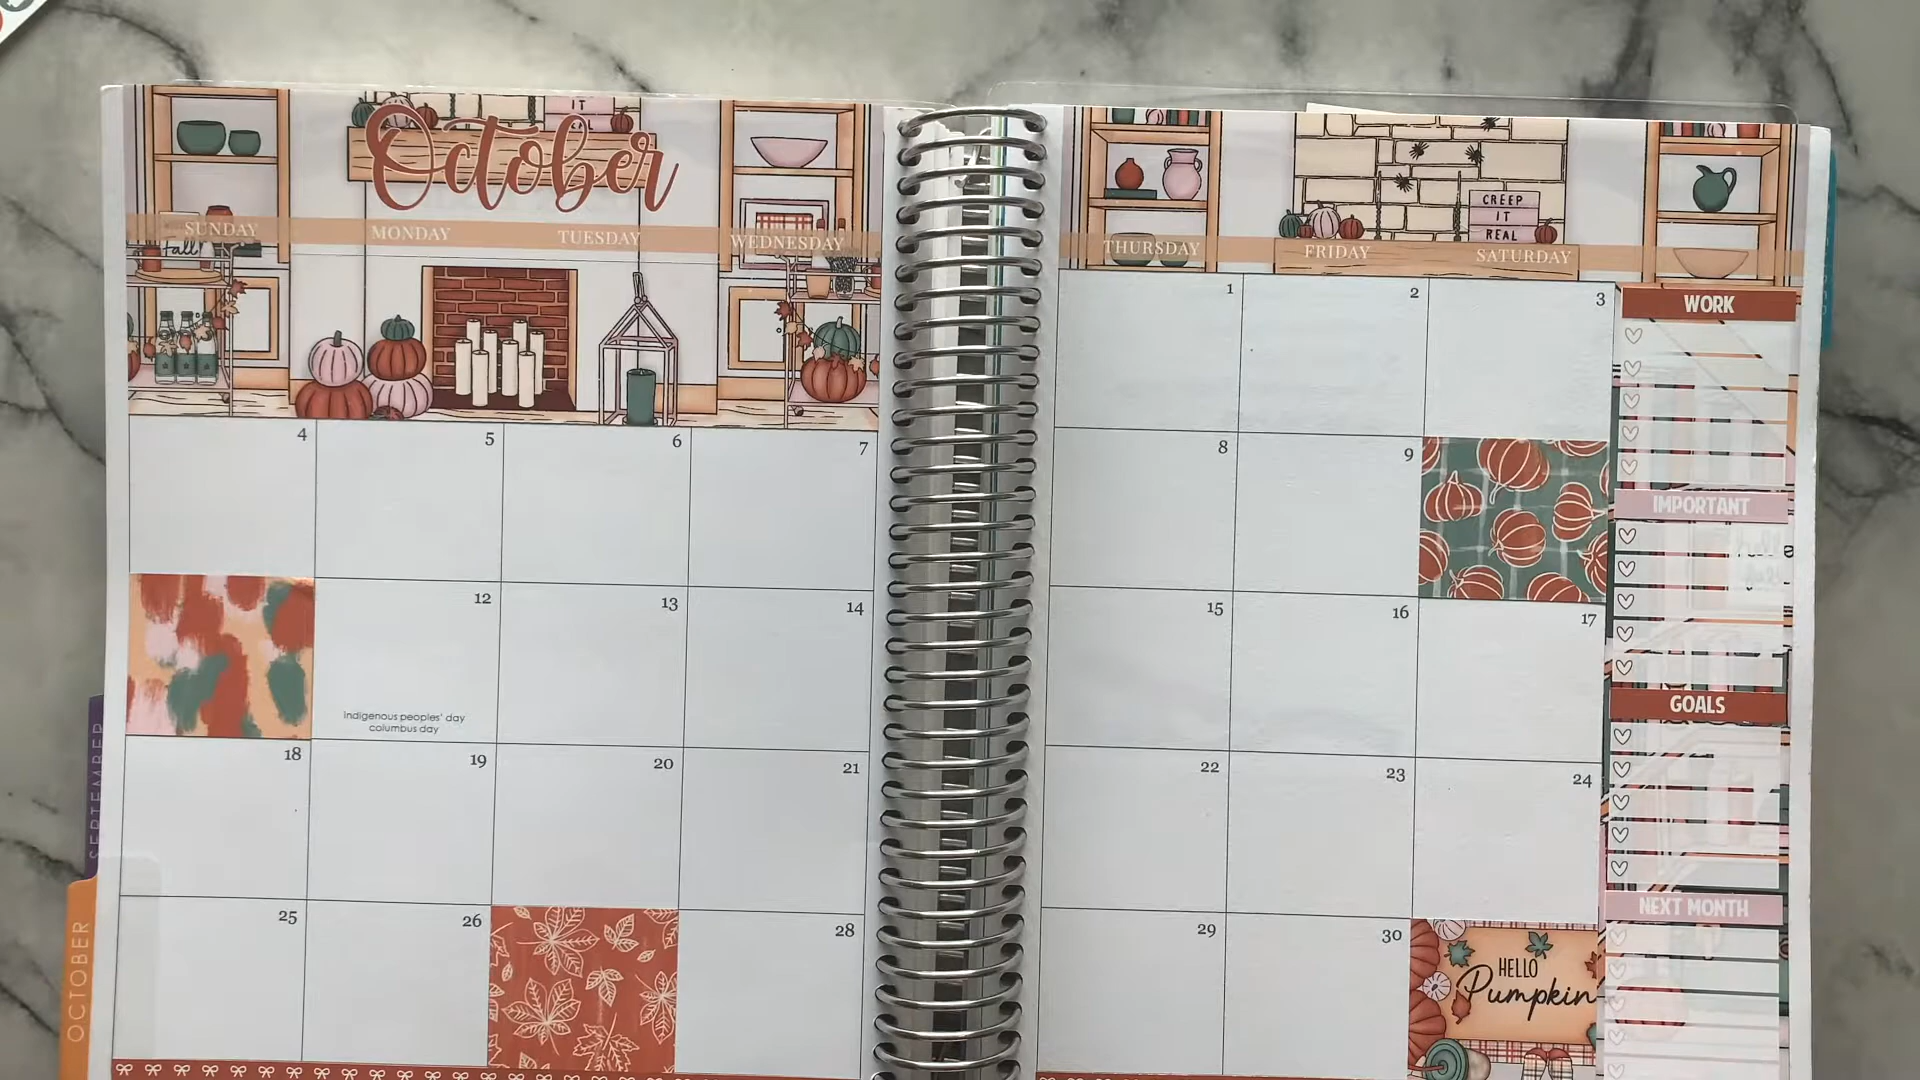 IT
October
SUNDAY MONDAY TUESDAY WEDNESDAY
Fall
CREEP
IT
REAL
THURSDAY FRIDAY SATURDAY
1 2 3
WORK
4 5 6 7
8 9
IMPORTANT
12 13 14
Indigenous peoples' day
columbus day
15 16 17
GOALS
18 19 20 21
22 23 24
NEXT MONTH
25 26 28
29 30
HELLO
Pumpkin
SEPTEMBER
OCTOBER